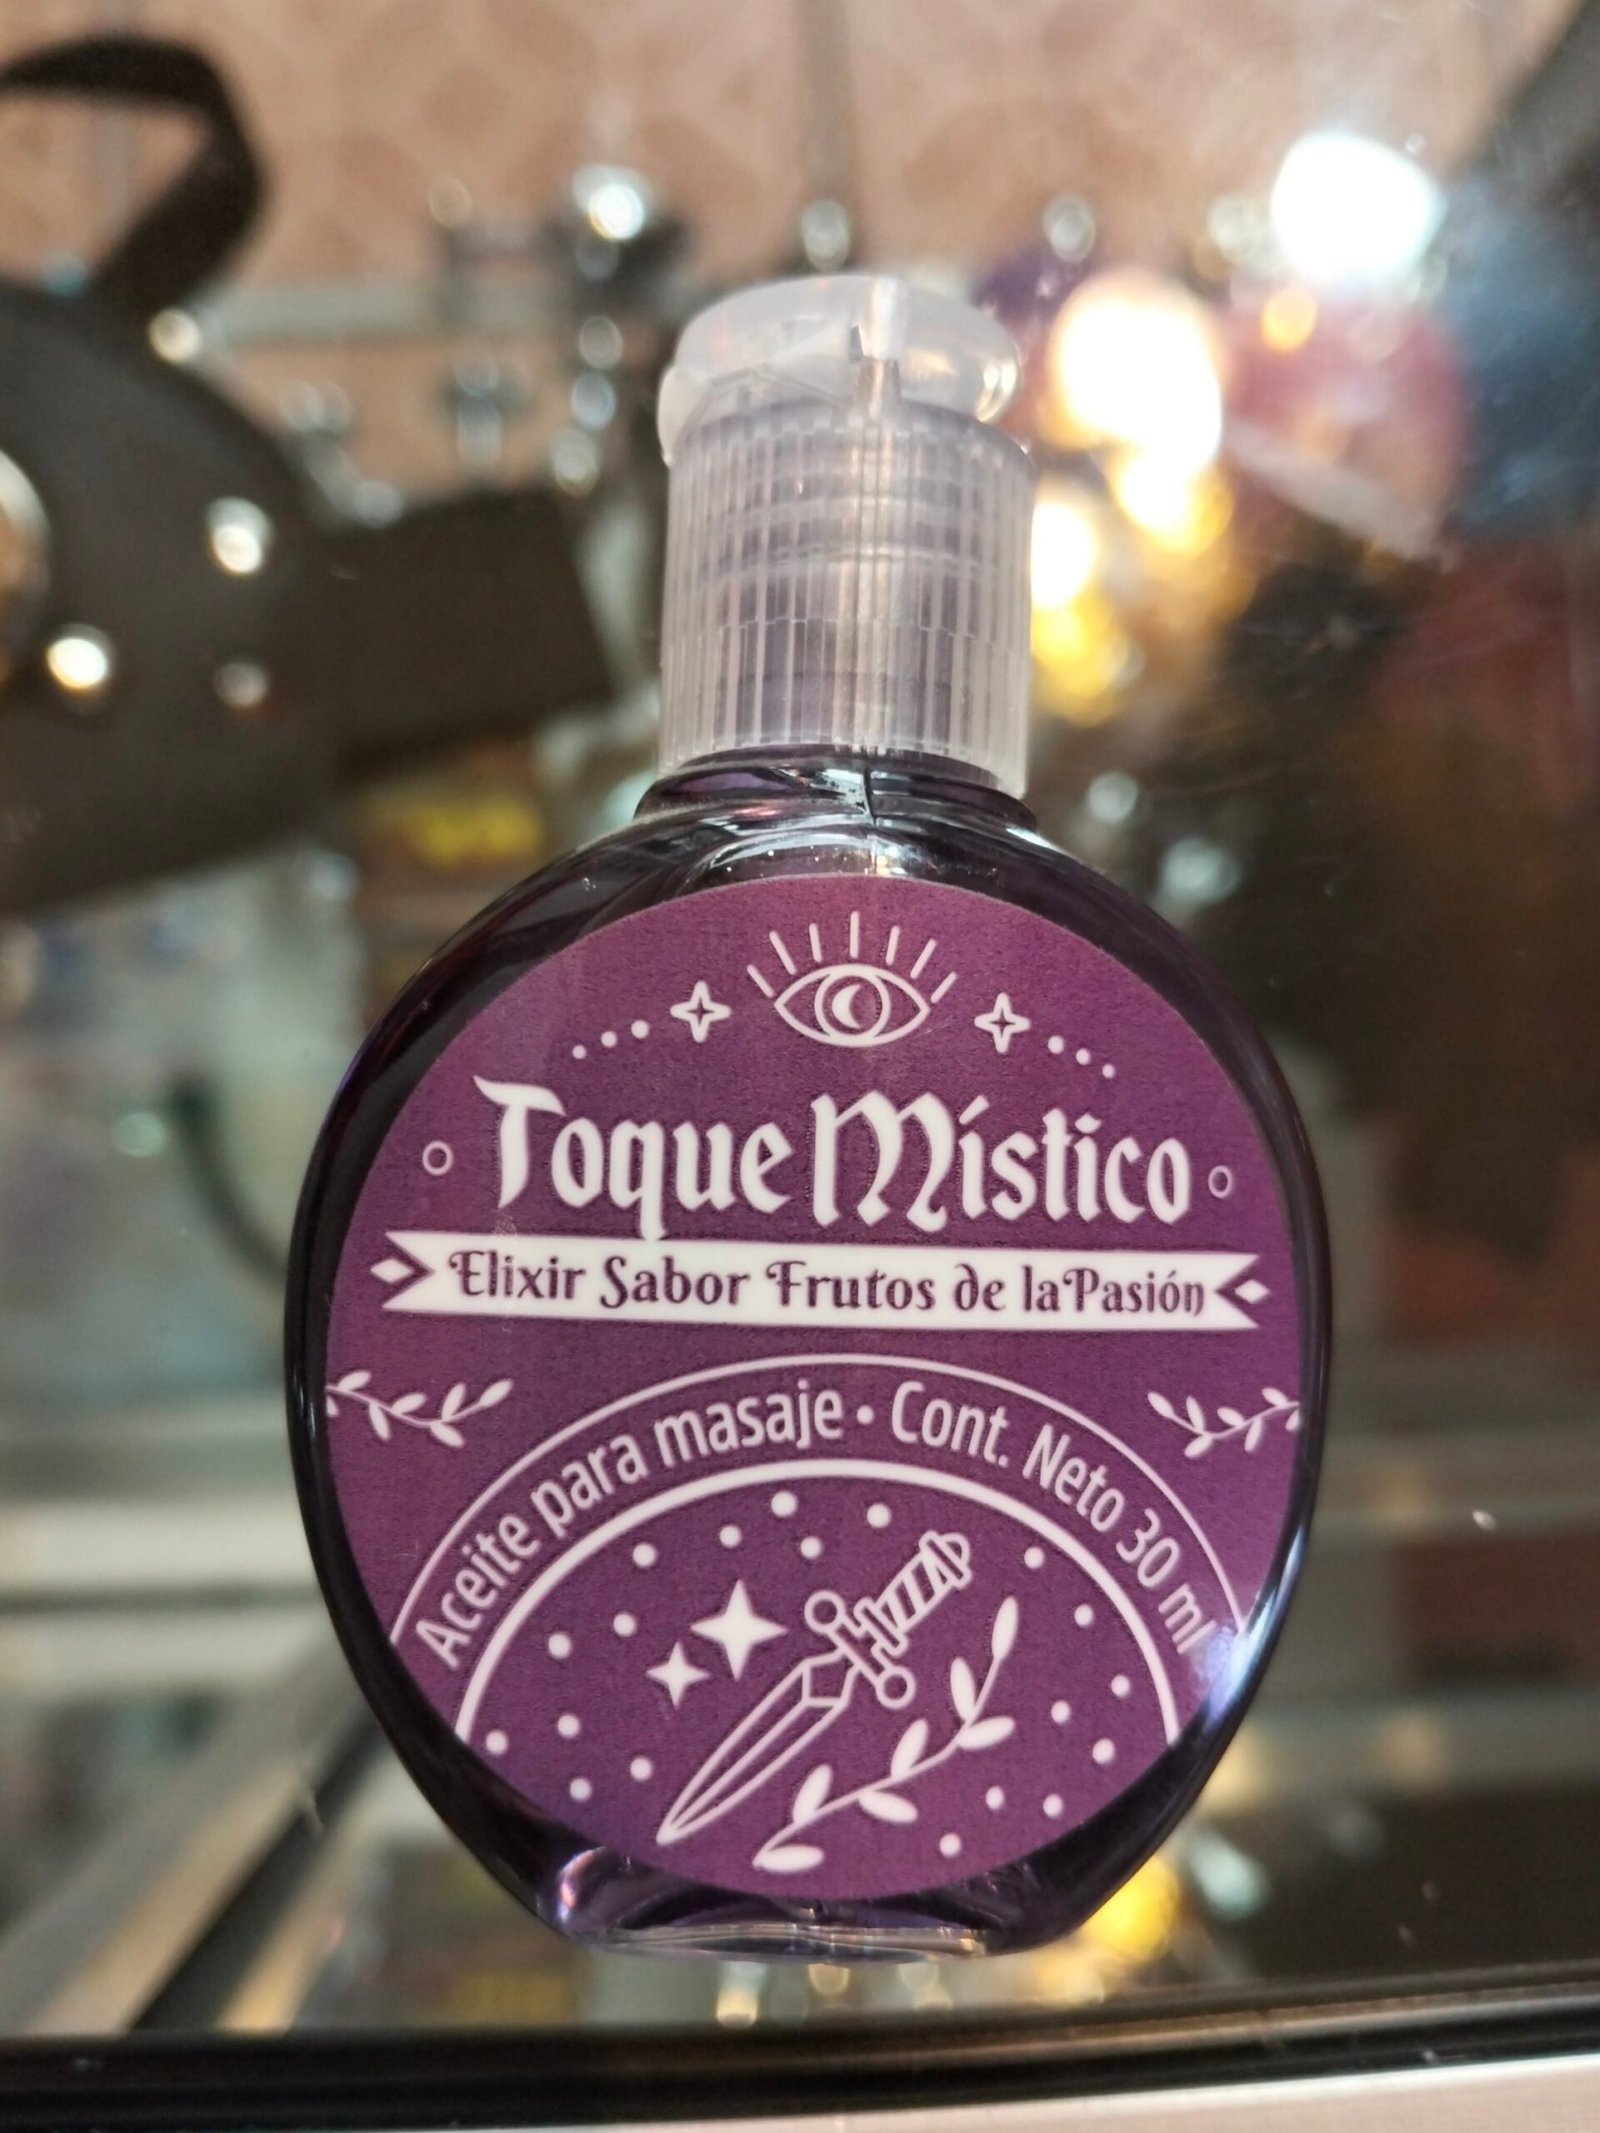 Toque Místico
Elixir Sabor Frutos de la Pasión
Aceite para masaje • Cont. Neto 30 ml